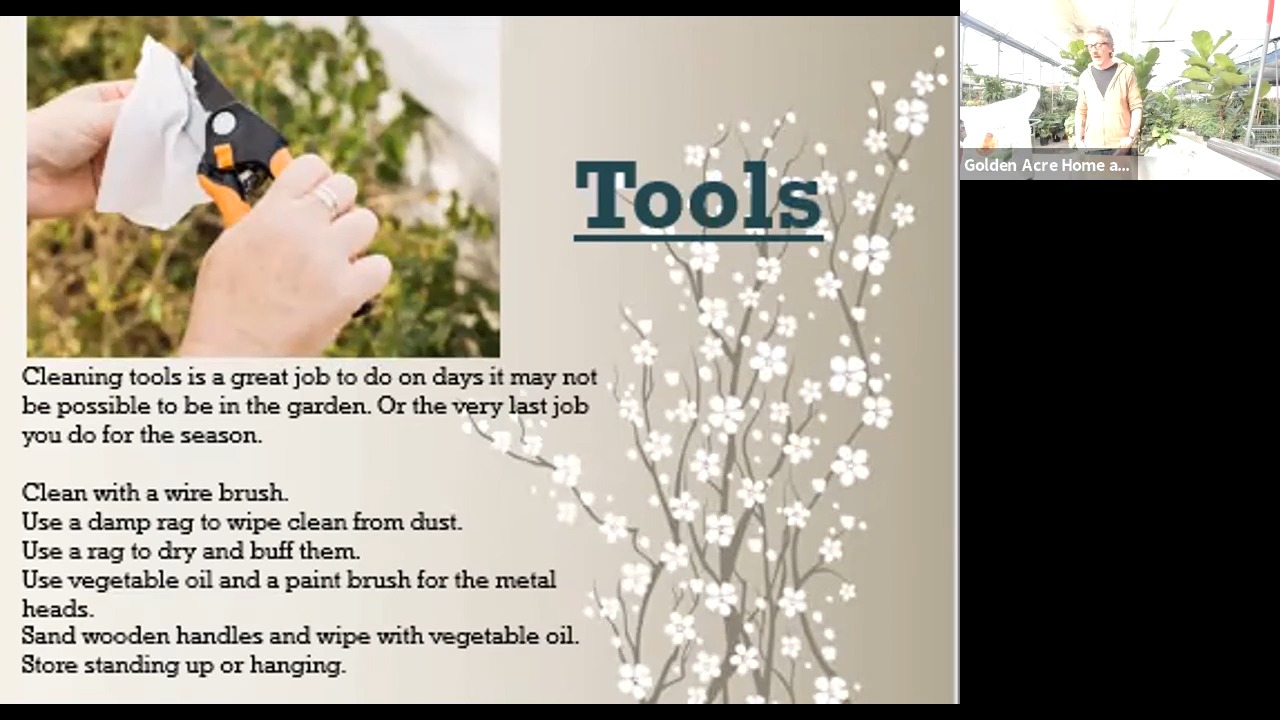 Tools
Cleaning tools is a great job to do on days it may not
be possible to be in the garden. Or the very last job
you do for the season.
Clean with a wire brush.
Use a damp rag to wipe clean from dust.
Use a rag to dry and buff them.
Use vegetable oil and a paint brush for the metal
heads.
Sand wooden handles and wipe with vegetable oil.
Store standing up or hanging.
Golden Acre Home a...